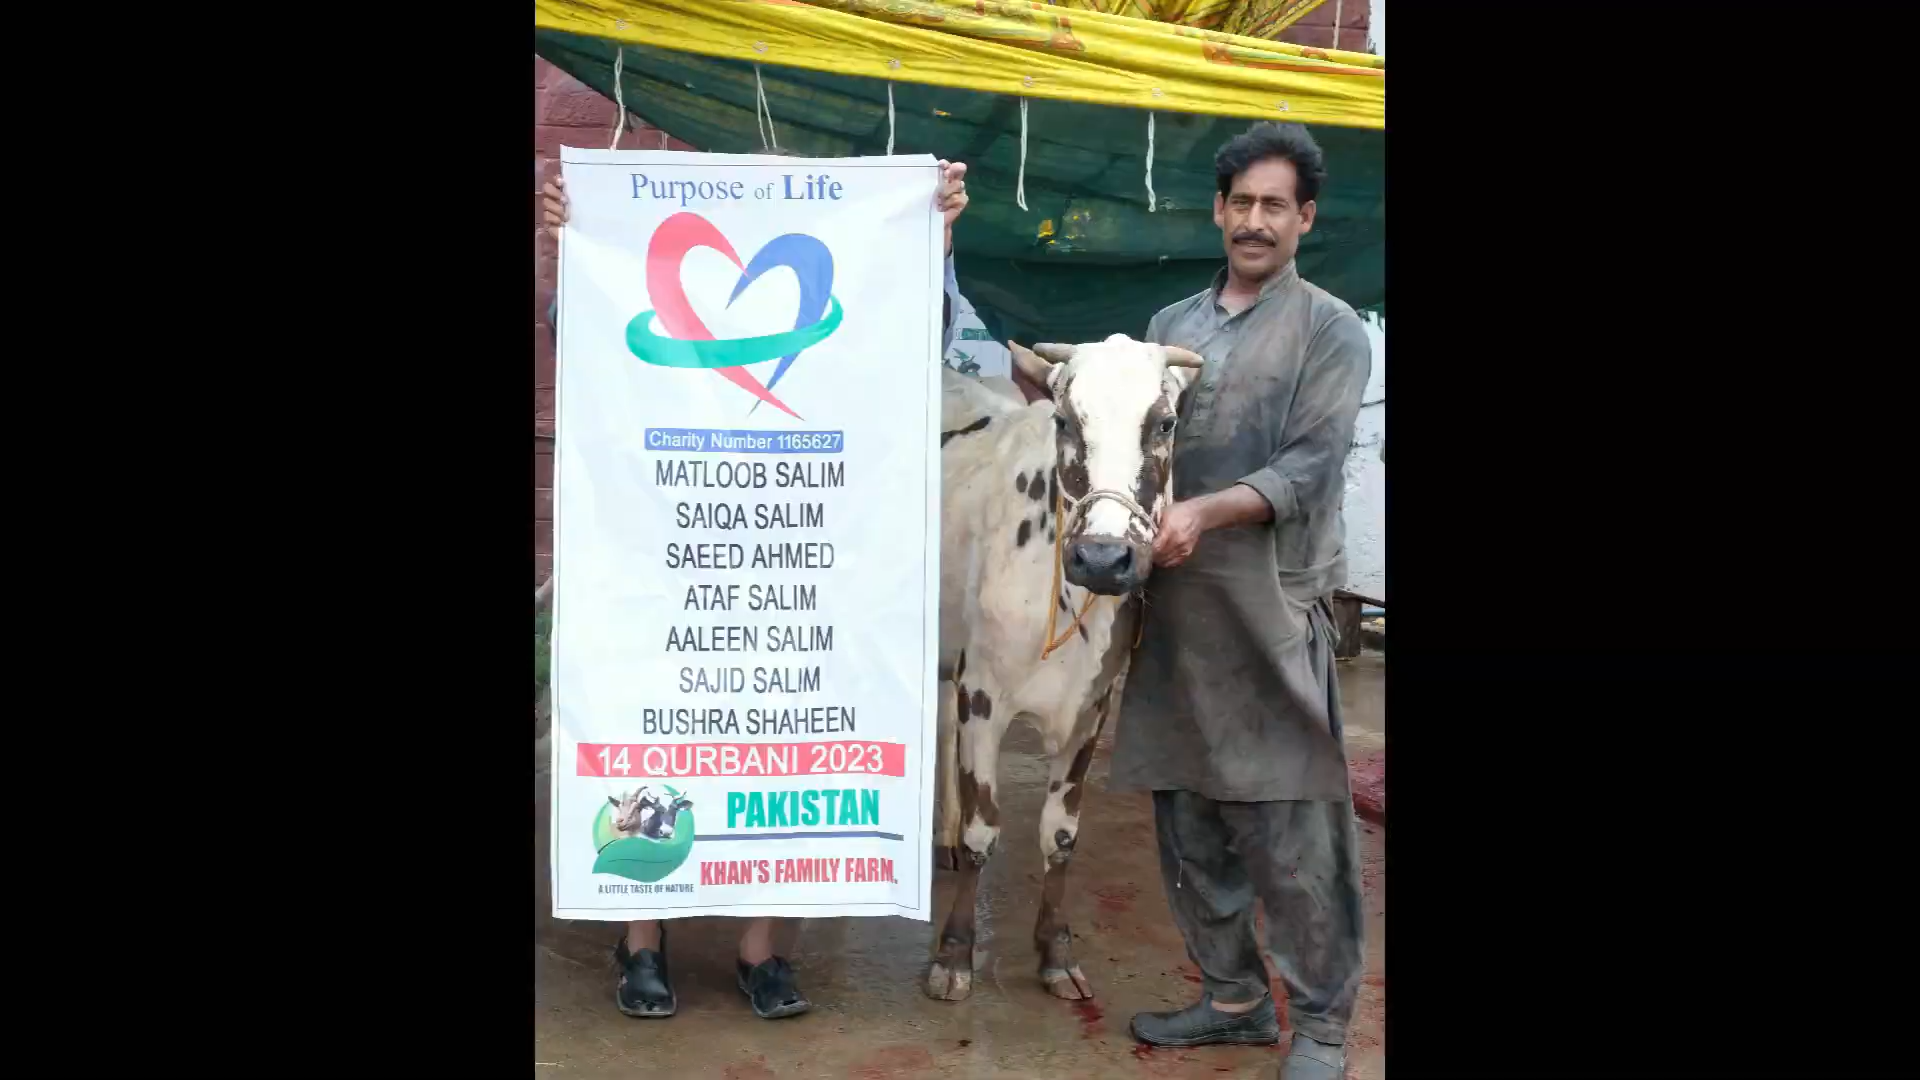 Purpose of Life
Charity Number 1165627
MATLOOB SALIM
SAIQA SALIM
SAEED AHMED
ATAF SALIM
AALEEN SALIM
SAJID SALIM
BUSHRA SHAHEEN
14 QURBANI 2023
PAKISTAN
KHAN'S FAMILY FARM.
A LITTLE TASTE OF NATURE